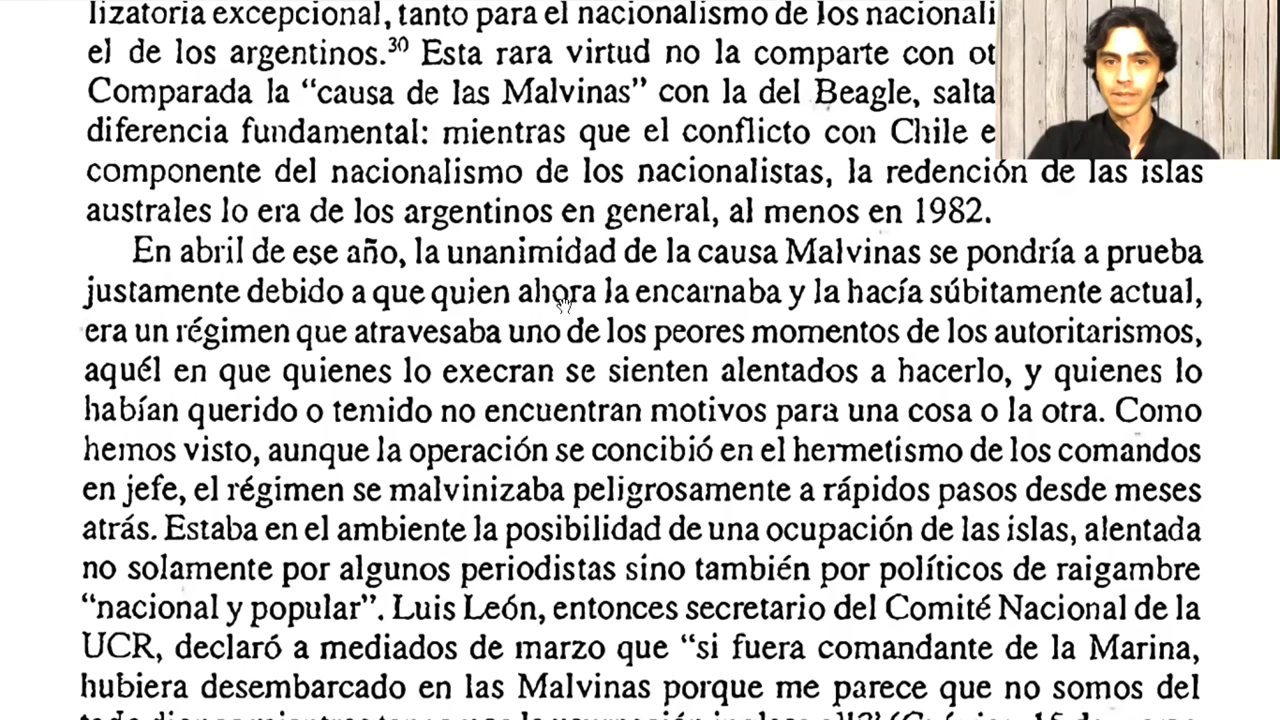 lizatoria excepcional, tanto para el nacionalismo de los nacionali
el de los argentinos.³⁰ Esta rara virtud no la comparte con ot
Comparada la “causa de las Malvinas” con la del Beagle, salta
diferencia fundamental: mientras que el conflicto con Chile e
componente del nacionalismo de los nacionalistas, la redención de las islas
australes lo era de los argentinos en general, al menos en 1982.
En abril de ese año, la unanimidad de la causa Malvinas se pondría a prueba
justamente debido a que quien ahora la encarnaba y la hacía súbitamente actual,
era un régimen que atravesaba uno de los peores momentos de los autoritarismos,
aquél en que quienes lo execran se sienten alentados a hacerlo, y quienes lo
habían querido o temido no encuentran motivos para una cosa o la otra. Como
hemos visto, aunque la operación se concibió en el hermetismo de los comandos
en jefe, el régimen se malvinizaba peligrosamente a rápidos pasos desde meses
atrás. Estaba en el ambiente la posibilidad de una ocupación de las islas, alentada
no solamente por algunos periodistas sino también por políticos de raigambre
“nacional y popular”. Luis León, entonces secretario del Comité Nacional de la
UCR, declaró a mediados de marzo que “si fuera comandante de la Marina,
hubiera desembarcado en las Malvinas porque me parece que no somos del